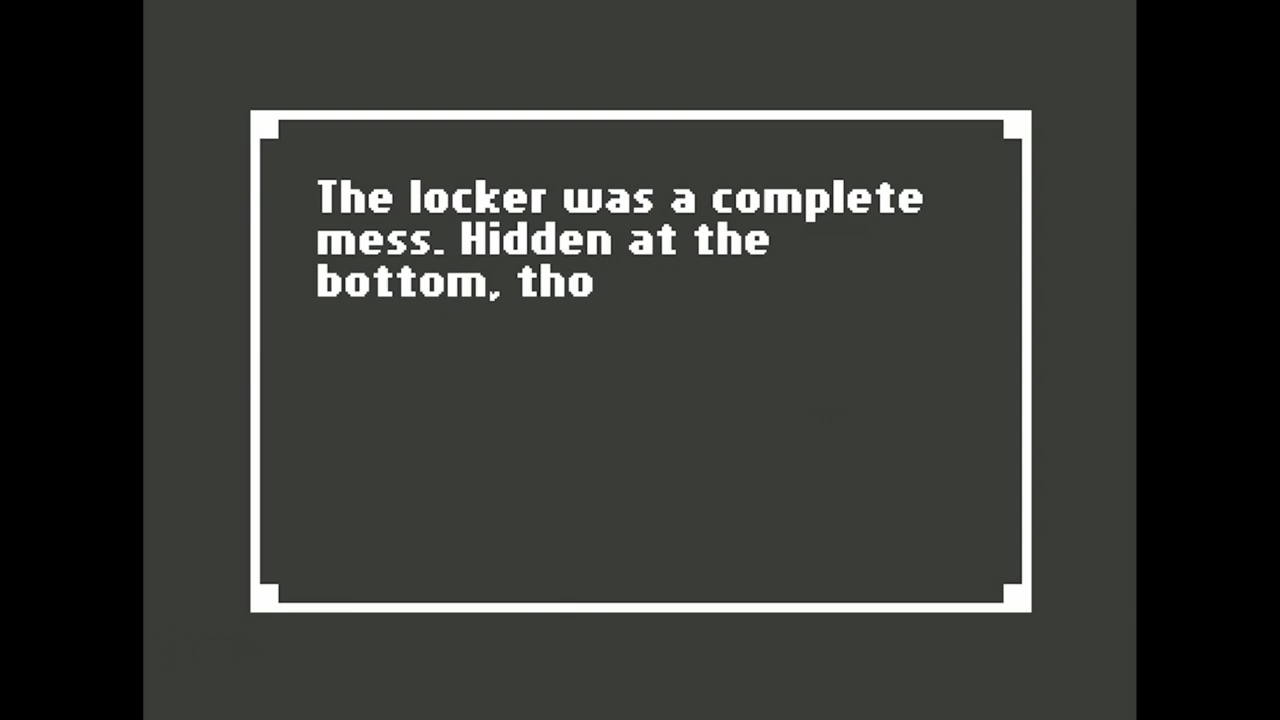 The locker was a complete
mess. Hidden at the
bottom, tho